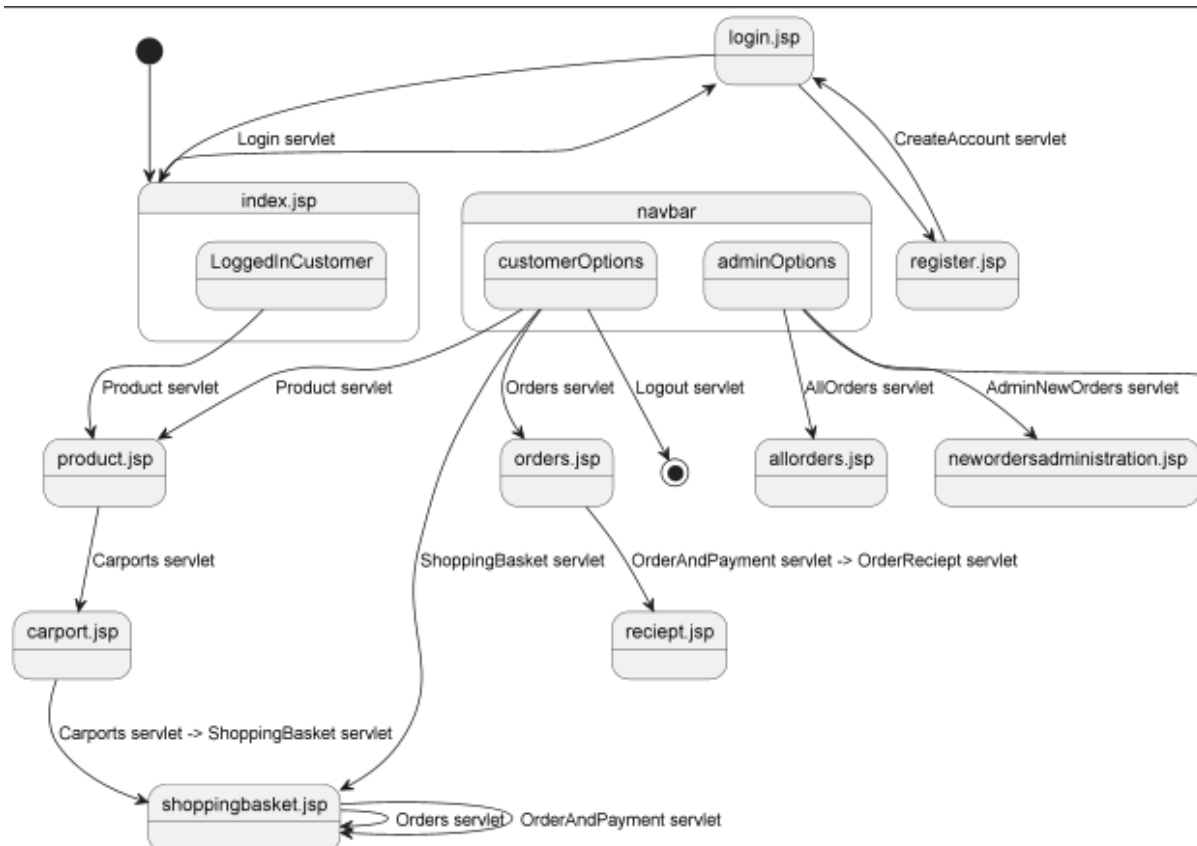 login.jsp
Login servlet
CreateAccount servlet
index.jsp
navbar
LoggedInCustomer
customerOptions
adminOptions
register.jsp
Product servlet
Product servlet
Orders servlet
Logout servlet
AllOrders servlet
AdminNewOrders servlet
product.jsp
orders.jsp
allorders.jsp
newordersadministration.jsp
Carports servlet
ShoppingBasket servlet
OrderAndPayment servlet -> OrderReciept servlet
carport.jsp
reciept.jsp
Carports servlet -> ShoppingBasket servlet
shoppingbasket.jsp
Orders servlet
OrderAndPayment servlet